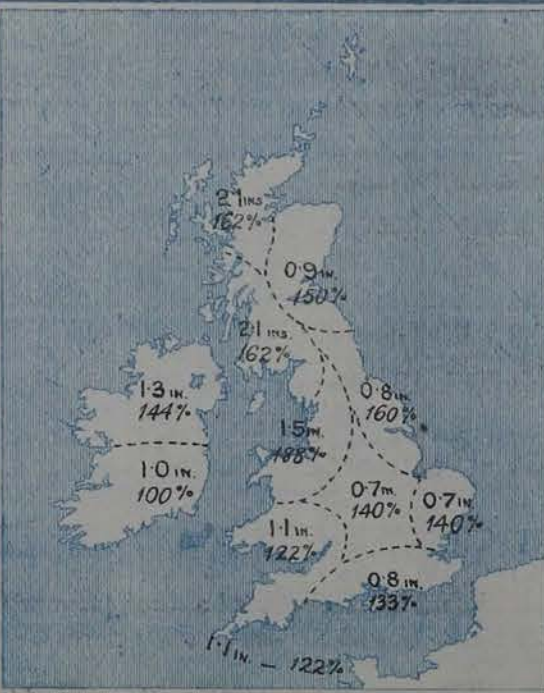 2·1 INS
162%
0·9 IN.
150%
2·1 INS.
162%
1·3 IN.
144%
0·8 IN.
160%
1·5 IN.
188%
1·0 IN.
100%
0·7 IN.
140%
0·7 IN.
140%
1·1 IN.
122%
0·8 IN.
133%
1·1 IN. — 122%